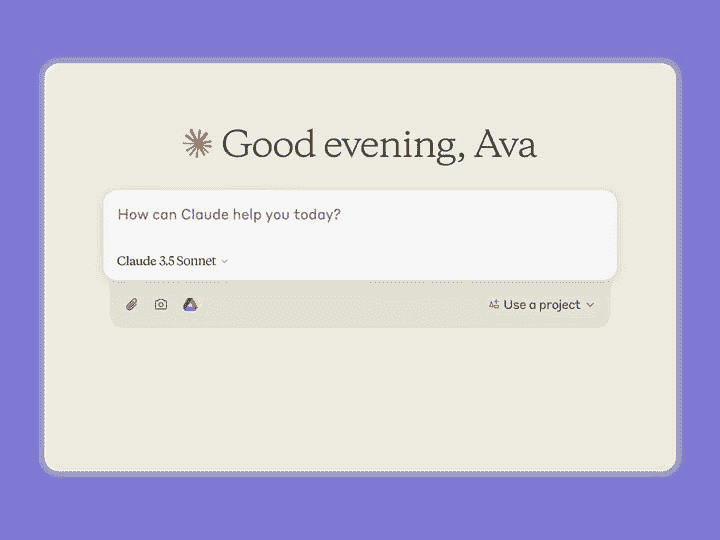 Good evening, Ava
How can Claude help you today?
Claude 3.5 Sonnet
Use a project